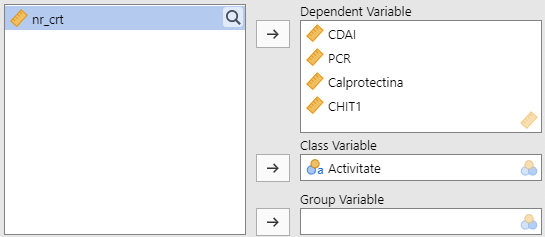 nr_crt
Dependent Variable
CDAI
PCR
Calprotectina
CHIT1
Class Variable
a Activitate
Group Variable